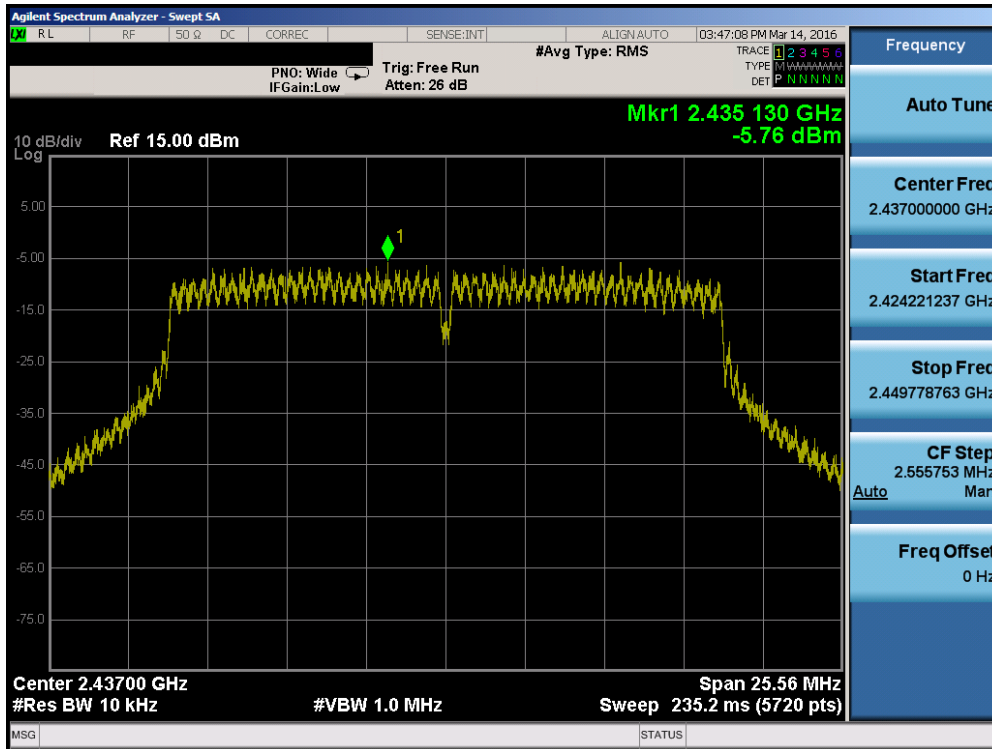 Agilent Spectrum Analyzer - Swept SA
LXI RL RF 50 Ω DC CORREC SENSE:INT ALIGN AUTO 03:47:08 PM Mar 14, 2016
PNO: Wide
IFGain:Low
Trig: Free Run
Atten: 26 dB
#Avg Type: RMS
TRACE 1 2 3 4 5 6
TYPE M WWWWW
DET P N N N N N
Mkr1 2.435 130 GHz
-5.76 dBm
10 dB/div Ref 15.00 dBm
Log
5.00
-5.00
-15.0
-25.0
-35.0
-45.0
-55.0
-65.0
-75.0
1
Center 2.43700 GHz Span 25.56 MHz
#Res BW 10 kHz #VBW 1.0 MHz Sweep 235.2 ms (5720 pts)
MSG STATUS
Frequency
Auto Tune
Center Freq
2.437000000 GHz
Start Freq
2.424221237 GHz
Stop Freq
2.449778763 GHz
CF Step
2.555753 MHz
Auto Man
Freq Offset
0 Hz